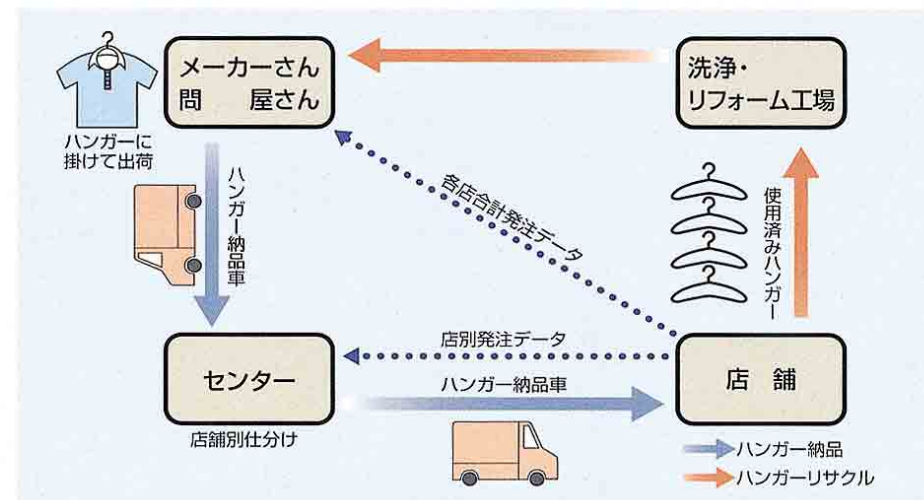 メーカーさん
問　屋さん
洗浄・
リフォーム工場
ハンガーに
掛けて出荷
ハンガー納品車
各店合計発注データ
使用済みハンガー
店別発注データ
センター
ハンガー納品車
店　舗
店舗別仕分け
ハンガー納品
ハンガーリサクル